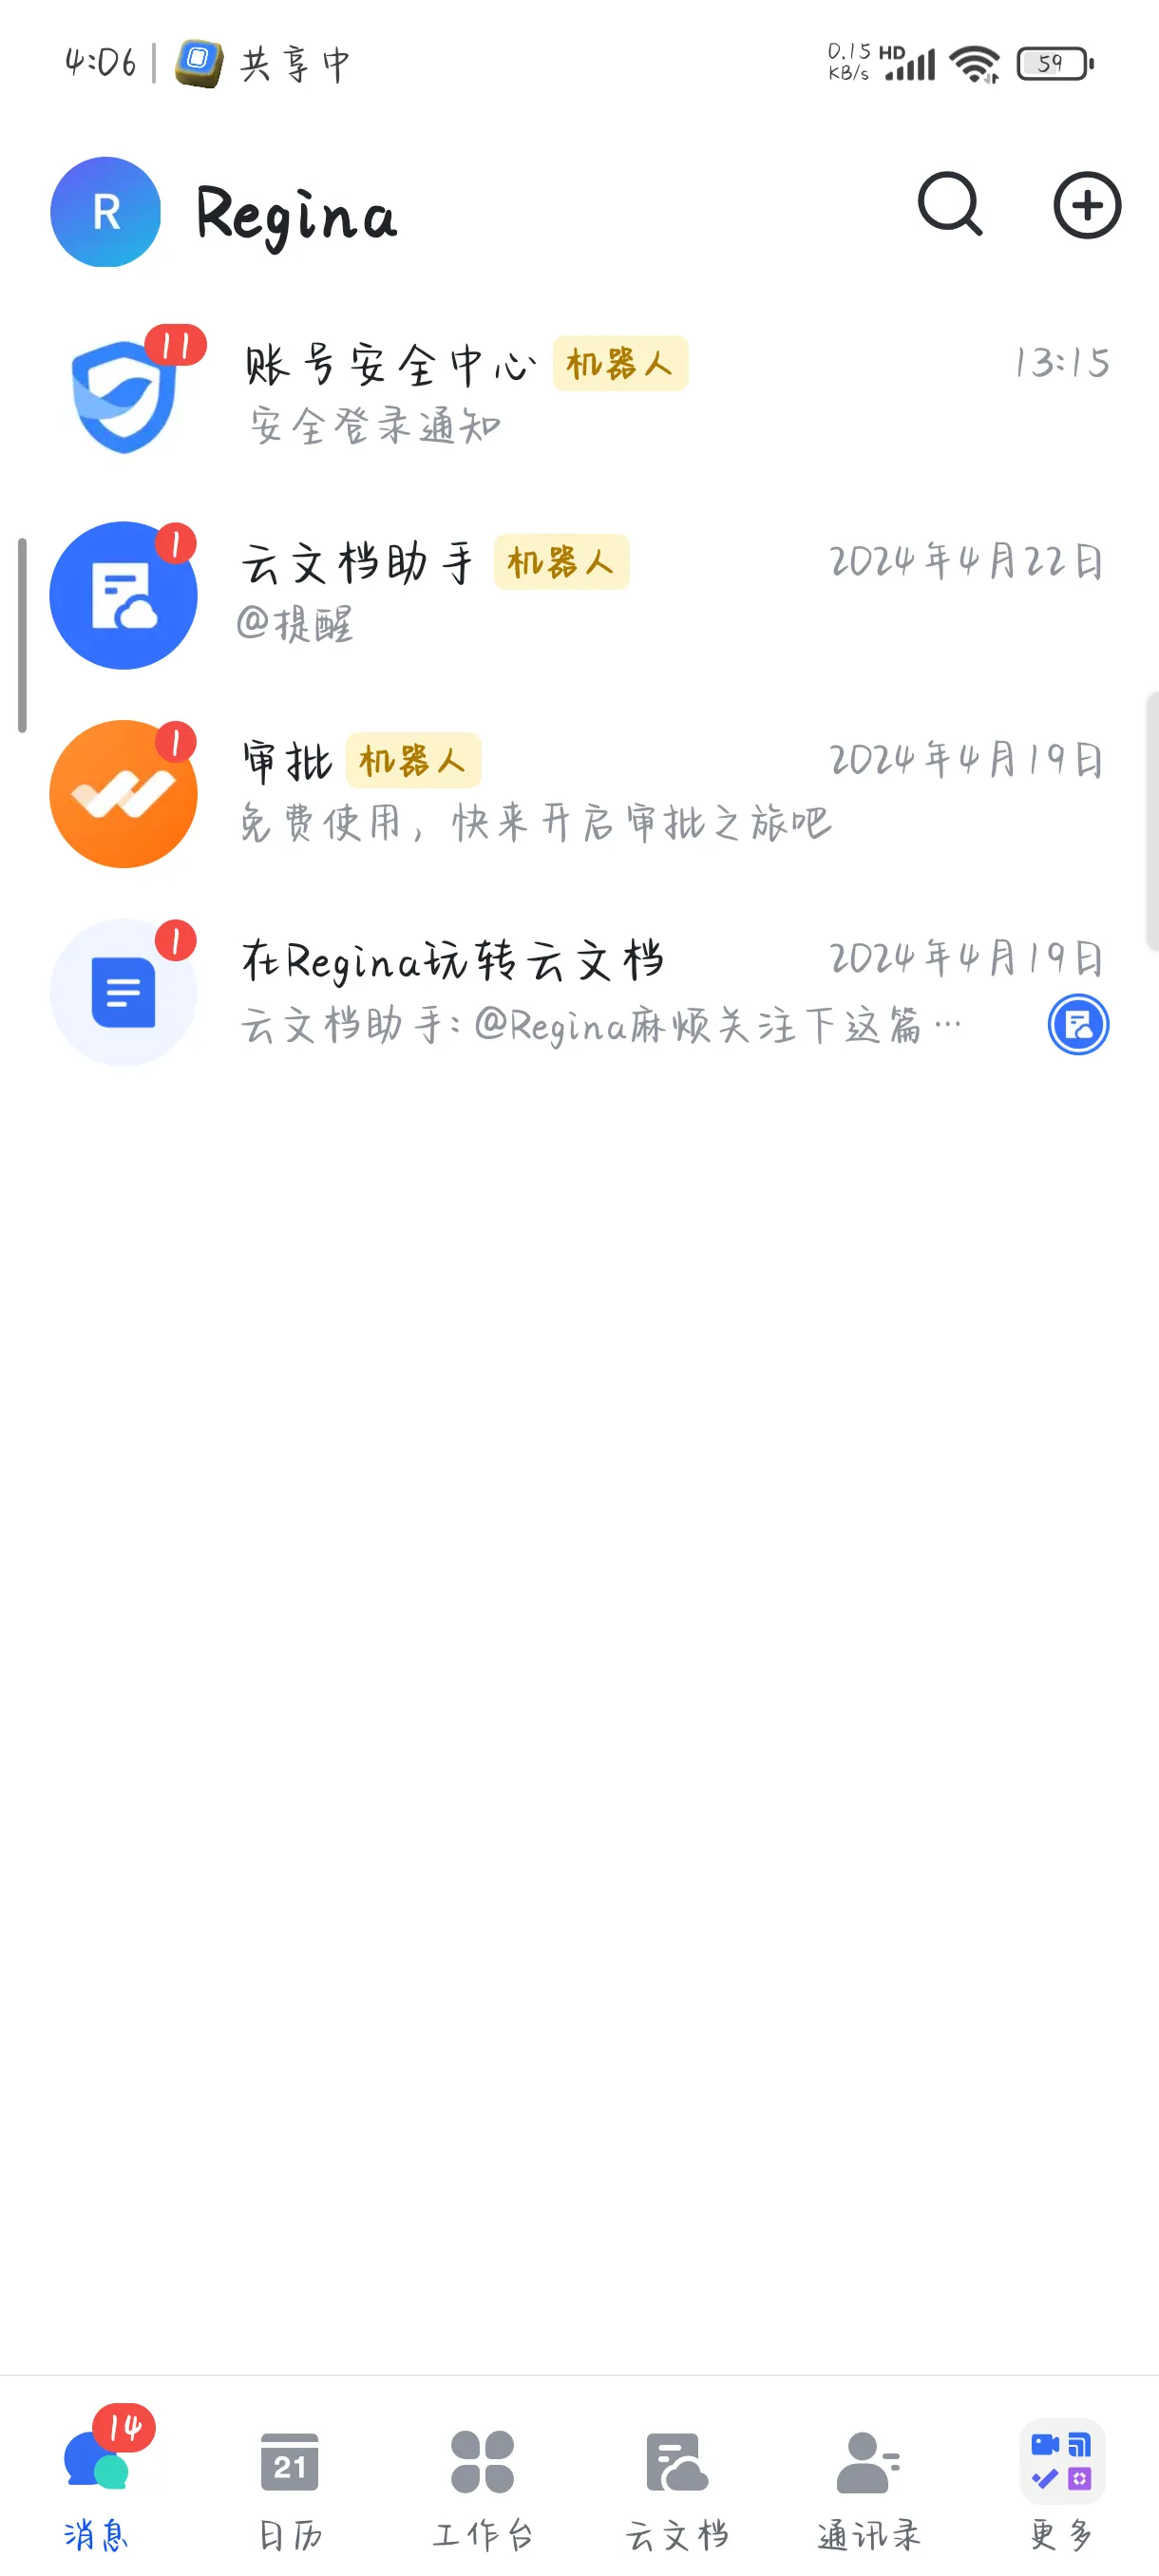 4:06 共享中 0.15 KB/s HD 59
R Regina
11 账号安全中心 机器人 13:15
安全登录通知
1 云文档助手 机器人 2024年4月22日
@提醒
1 审批 机器人 2024年4月19日
免费使用，快来开启审批之旅吧
1 在Regina玩转云文档 2024年4月19日
云文档助手: @Regina麻烦关注下这篇…
14 21
消息 日历 工作台 云文档 通讯录 更多